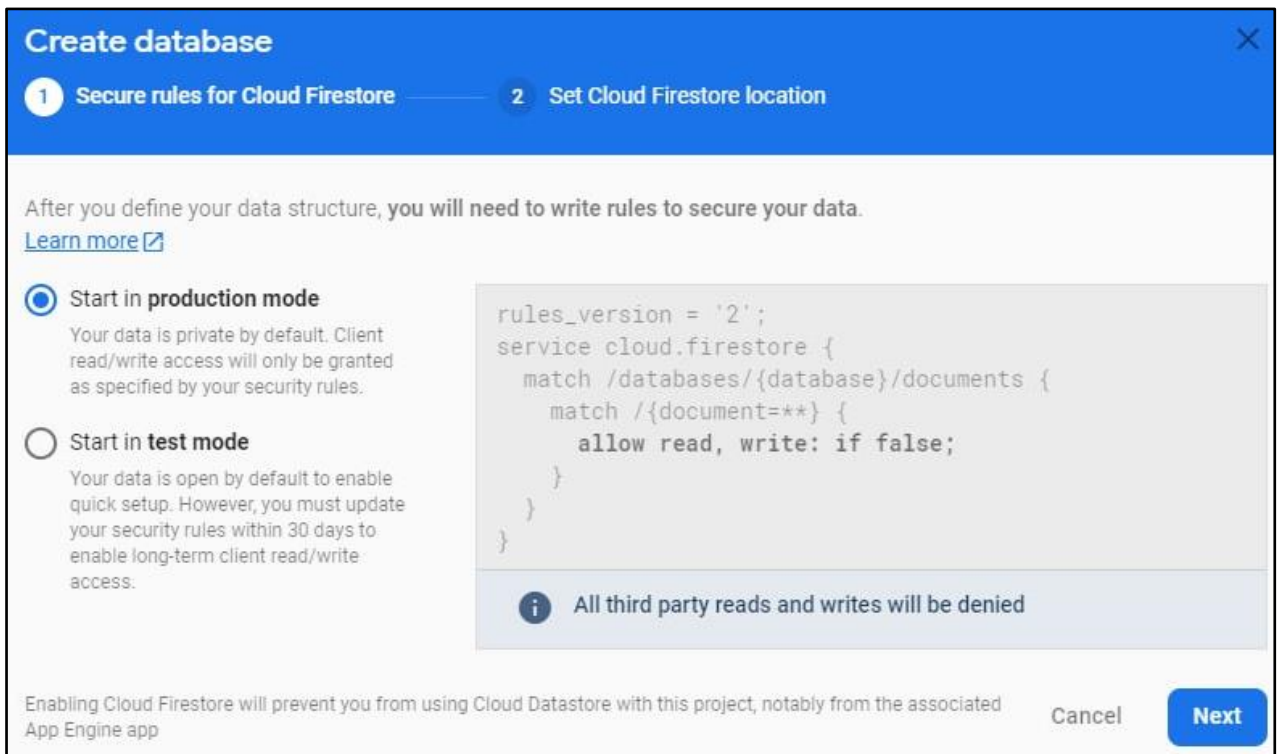 Create database
1 Secure rules for Cloud Firestore 2 Set Cloud Firestore location
After you define your data structure, you will need to write rules to secure your data.
Learn more
Start in production mode
Your data is private by default. Client
read/write access will only be granted
as specified by your security rules.
Start in test mode
Your data is open by default to enable
quick setup. However, you must update
your security rules within 30 days to
enable long-term client read/write
access.
rules_version = '2';
service cloud.firestore {
  match /databases/{database}/documents {
    match /{document=**} {
      allow read, write: if false;
    }
  }
}
All third party reads and writes will be denied
Enabling Cloud Firestore will prevent you from using Cloud Datastore with this project, notably from the associated
App Engine app
Cancel Next